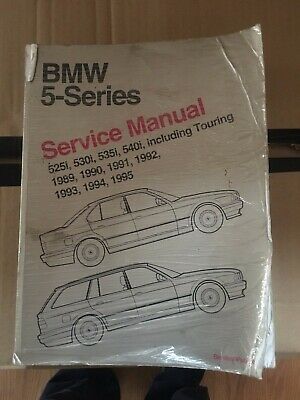 BMW
5-Series
Service Manual
525i, 530i, 535i, 540i, including Touring
1989, 1990, 1991, 1992,
1993, 1994, 1995